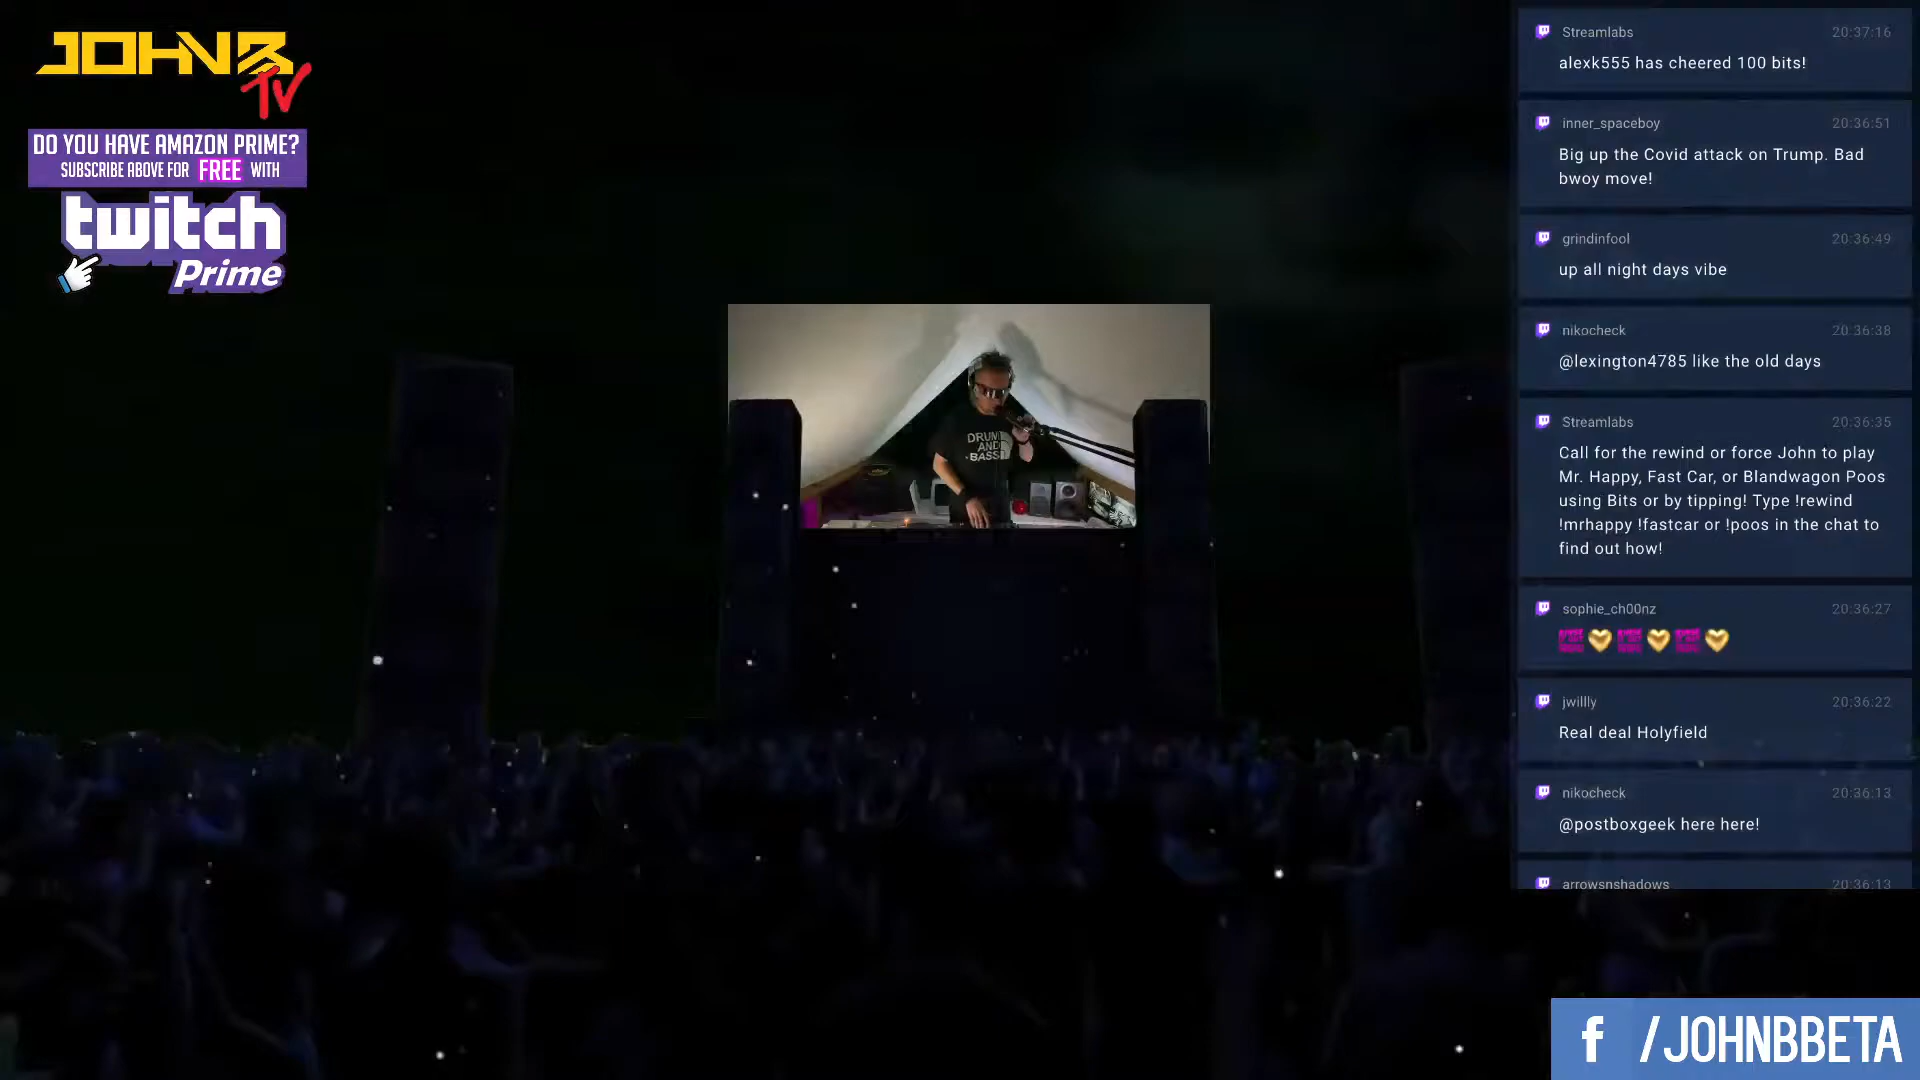 JOHN B
TV
DO YOU HAVE AMAZON PRIME?
SUBSCRIBE ABOVE FOR FREE WITH
twitch
Prime
DRUM
AND
BASS
Streamlabs 20:37:16
alexk555 has cheered 100 bits!
inner_spaceboy 20:36:51
Big up the Covid attack on Trump. Bad
bwoy move!
grindinfool 20:36:49
up all night days vibe
nikocheck 20:36:38
@lexington4785 like the old days
Streamlabs 20:36:35
Call for the rewind or force John to play
Mr. Happy, Fast Car, or Blandwagon Poos
using Bits or by tipping! Type !rewind
!mrhappy !fastcar or !poos in the chat to
find out how!
sophie_ch00nz 20:36:27
jwillly 20:36:22
Real deal Holyfield
nikocheck 20:36:13
@postboxgeek here here!
arrowsnshadows 20:36:13
f /JOHNBBETA